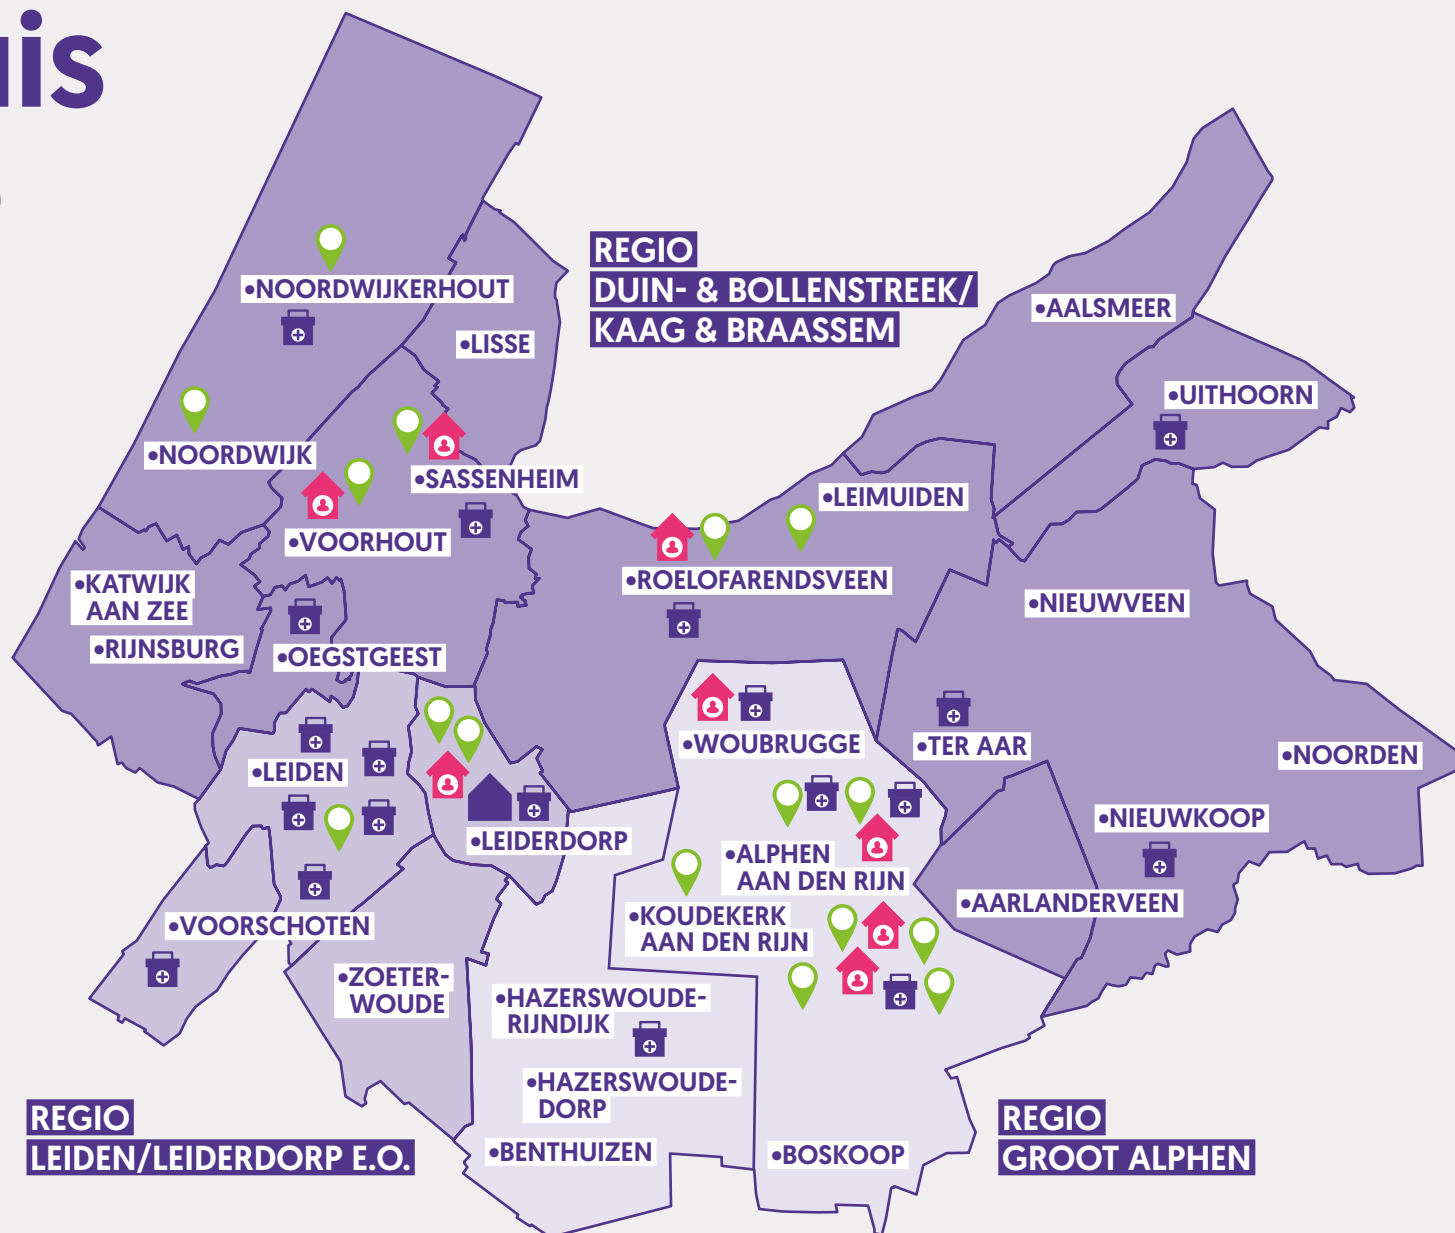 REGIO
DUIN- & BOLLENSTREEK/
KAAG & BRAASSEM
•NOORDWIJKERHOUT
•LISSE
•AALSMEER
•UITHOORN
•NOORDWIJK
•SASSENHEIM
•LEIMUIDEN
•VOORHOUT
•ROELOFARENDSVEEN
•KATWIJK
AAN ZEE
•NIEUWVEEN
•RIJNSBURG
•OEGSTGEEST
•WOUBRUGGE
•TER AAR
•NOORDEN
•LEIDEN
•LEIDERDORP
•NIEUWKOOP
•ALPHEN
AAN DEN RIJN
•AARLANDERVEEN
•KOUDEKERK
AAN DEN RIJN
•VOORSCHOTEN
•ZOETER-
WOUDE
•HAZERSWOUDE-
RIJNDIJK
•HAZERSWOUDE-
DORP
•BENTHUIZEN
•BOSKOOP
REGIO
LEIDEN/LEIDERDORP E.O.
REGIO
GROOT ALPHEN